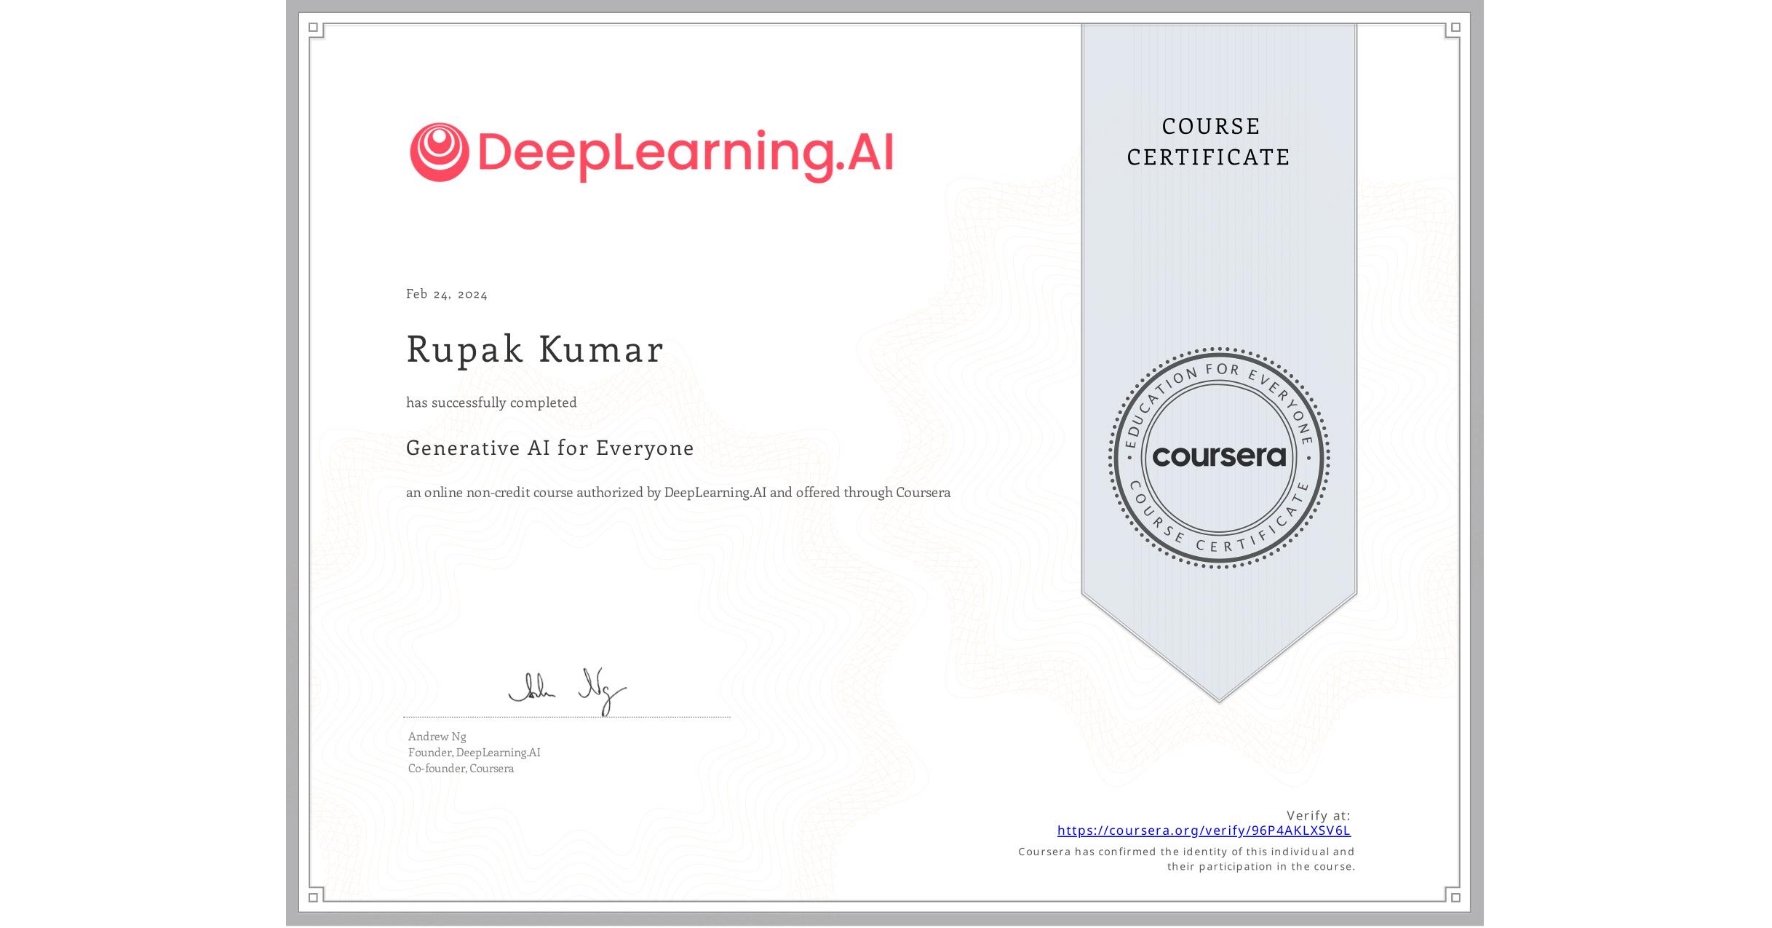 DeepLearning.AI
COURSE
CERTIFICATE
Feb 24, 2024
Rupak Kumar
has successfully completed
Generative AI for Everyone
an online non-credit course authorized by DeepLearning.AI and offered through Coursera
EDUCATION FOR EVERYONE
coursera
COURSE CERTIFICATE
Andrew Ng
Founder, DeepLearning.AI
Co-founder, Coursera
Verify at:
https://coursera.org/verify/96P4AKLXSV6L
Coursera has confirmed the identity of this individual and
their participation in the course.